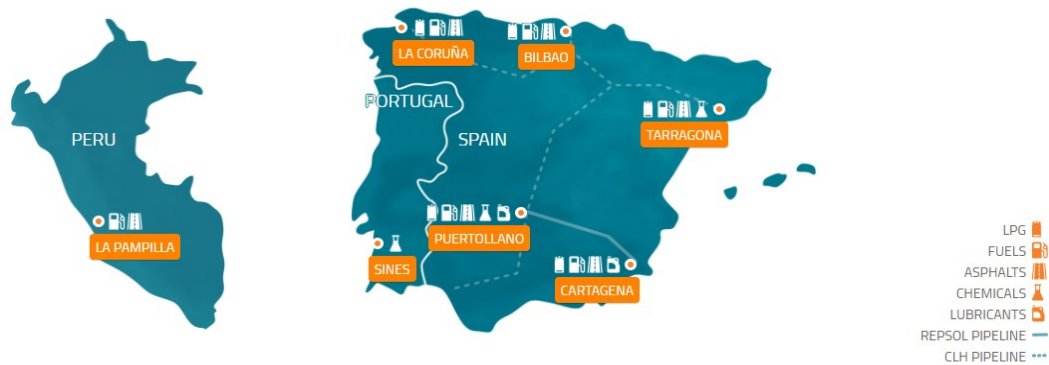 LA CORUÑA
BILBAO
PORTUGAL
TARRAGONA
PERU
SPAIN
PUERTOLLANO
LA PAMPILLA
SINES
CARTAGENA
LPG
FUELS
ASPHALTS
CHEMICALS
LUBRICANTS
REPSOL PIPELINE
CLH PIPELINE